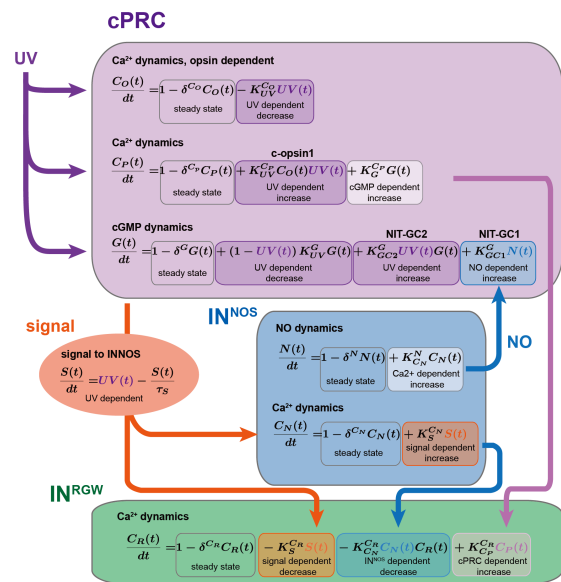 cPRC
UV
Ca²⁺ dynamics, opsin dependent
C_O(t)/dt = 1 − δ^{C_O} C_O(t) − K_{UV}^{C_O} UV(t)
steady state
UV dependent
decrease
Ca²⁺ dynamics
c-opsin1
C_P(t)/dt = 1 − δ^{C_P} C_P(t) + K_{UV}^{C_P} C_O(t) UV(t) + K_G^{C_P} G(t)
steady state
UV dependent
increase
cGMP dependent
increase
cGMP dynamics
NIT-GC2
NIT-GC1
G(t)/dt = 1 − δ^G G(t) + (1 − UV(t)) K_{UV}^G G(t) + K_{GC2}^G UV(t) G(t) + K_{GC1}^G N(t)
steady state
UV dependent
decrease
UV dependent
increase
NO dependent
increase
signal
signal to INNOS
S(t)/dt = UV(t) − S(t)/τ_S
UV dependent
IN^{NOS}
NO
NO dynamics
N(t)/dt = 1 − δ^N N(t) + K_{C_N}^N C_N(t)
steady state
Ca2+ dependent
increase
Ca²⁺ dynamics
C_N(t)/dt = 1 − δ^{C_N} C_N(t) + K_S^{C_N} S(t)
steady state
signal dependent
increase
IN^{RGW}
Ca²⁺ dynamics
C_R(t)/dt = 1 − δ^{C_R} C_R(t) − K_S^{C_R} S(t) − K_{C_N}^{C_R} C_N(t) C_R(t) + K_{C_P}^{C_R} C_P(t)
steady state
signal dependent
decrease
IN^{NOS} dependent
decrease
cPRC dependent
increase